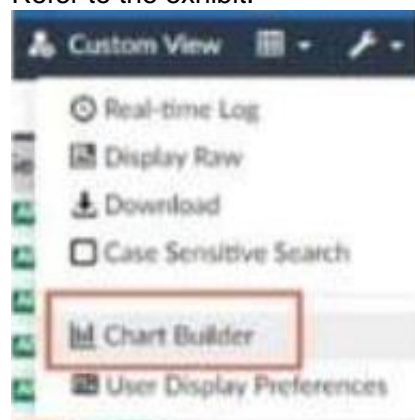 Refer to the exhibit.
Custom View
Real-time Log
Display Raw
Download
Case Sensitive Search
Chart Builder
User Display Preferences